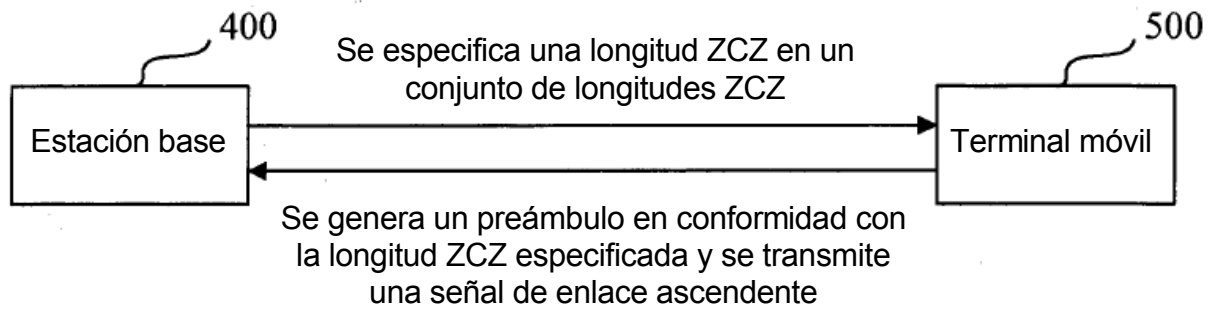 400
Se especifica una longitud ZCZ en un
conjunto de longitudes ZCZ
500
Estación base
Terminal móvil
Se genera un preámbulo en conformidad con
la longitud ZCZ especificada y se transmite
una señal de enlace ascendente